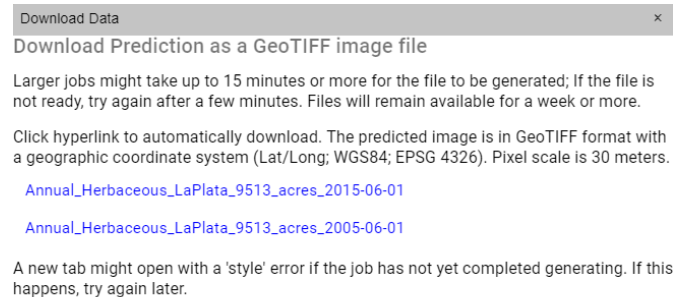 Download Data ×
Download Prediction as a GeoTIFF image file
Larger jobs might take up to 15 minutes or more for the file to be generated; If the file is
not ready, try again after a few minutes. Files will remain available for a week or more.
Click hyperlink to automatically download. The predicted image is in GeoTIFF format with
a geographic coordinate system (Lat/Long; WGS84; EPSG 4326). Pixel scale is 30 meters.
Annual_Herbaceous_LaPlata_9513_acres_2015-06-01
Annual_Herbaceous_LaPlata_9513_acres_2005-06-01
A new tab might open with a 'style' error if the job has not yet completed generating. If this
happens, try again later.